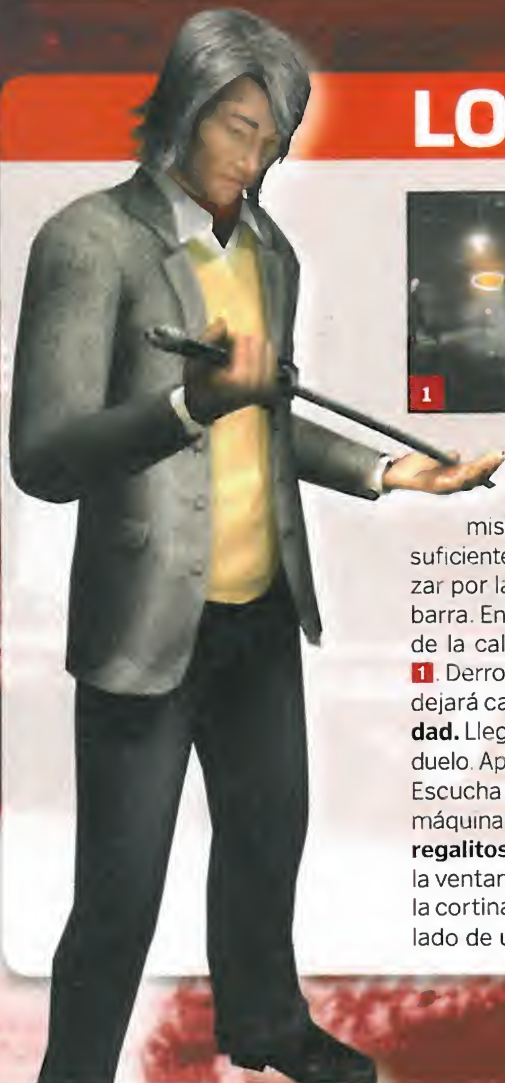 LO
1
mis
suficiente
zar por la
barra. En
de la cal
1. Derro
dejará ca
dad. Lleg
duelo. Ap
Escucha
máquina
regalitos
la ventan
la cortina
lado de u